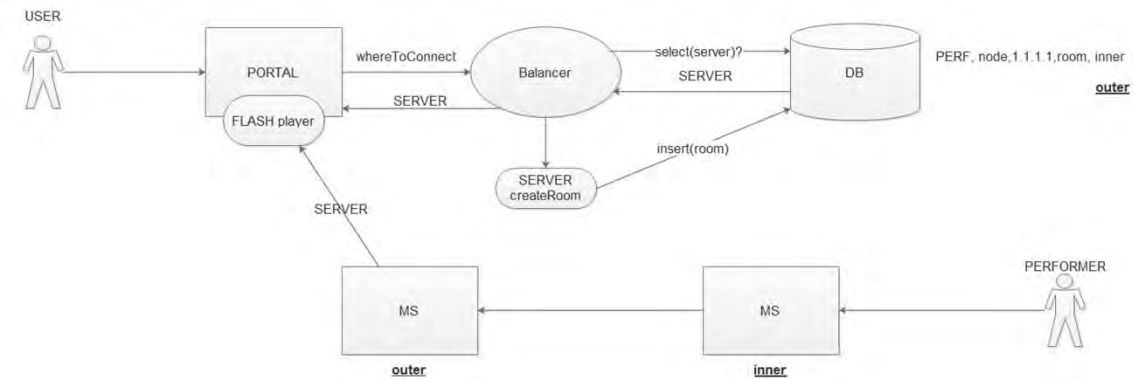 USER
PORTAL
FLASH player
whereToConnect
SERVER
Balancer
select(server)?
SERVER
DB
PERF, node,1.1.1.1,room, inner
outer
SERVER
createRoom
insert(room)
SERVER
MS
outer
MS
inner
PERFORMER